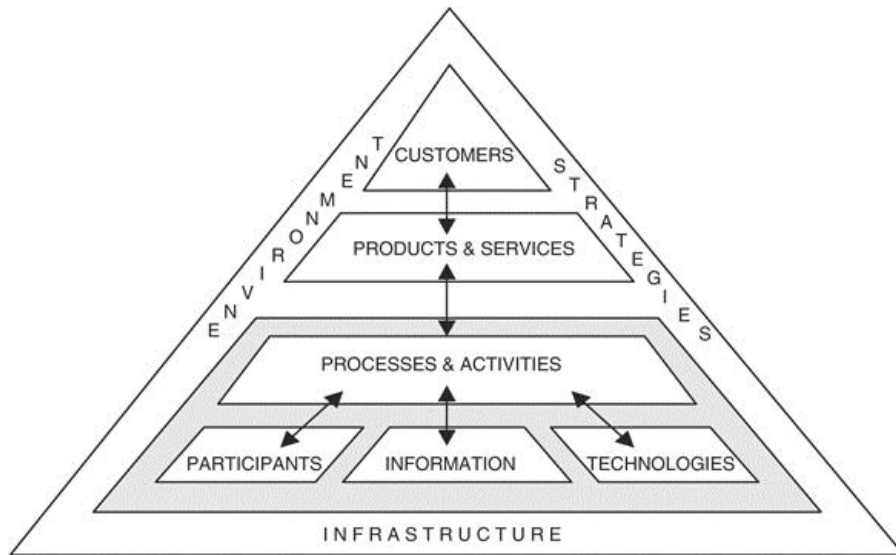 ENVIRONMENT
STRATEGIES
CUSTOMERS
PRODUCTS & SERVICES
PROCESSES & ACTIVITIES
PARTICIPANTS
INFORMATION
TECHNOLOGIES
INFRASTRUCTURE